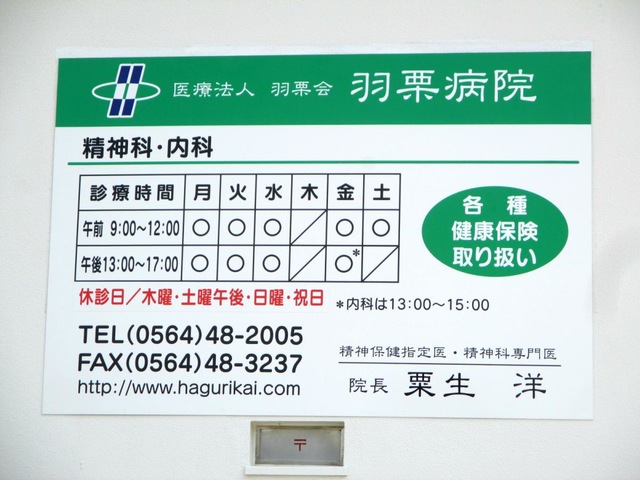 医療法人 羽栗会 羽栗病院
精神科・内科
診療時間 月 火 水 木 金 土
午前 9:00〜12:00 ○ ○ ○ ／ ○ ○
午後13:00〜17:00 ○ ○ ○ ／ ○* ／
各種
健康保険
取り扱い
休診日／木曜・土曜午後・日曜・祝日
*内科は13:00〜15:00
TEL(0564)48-2005
FAX(0564)48-3237
http://www.hagurikai.com
精神保健指定医・精神科専門医
院長 粟生 洋
〒